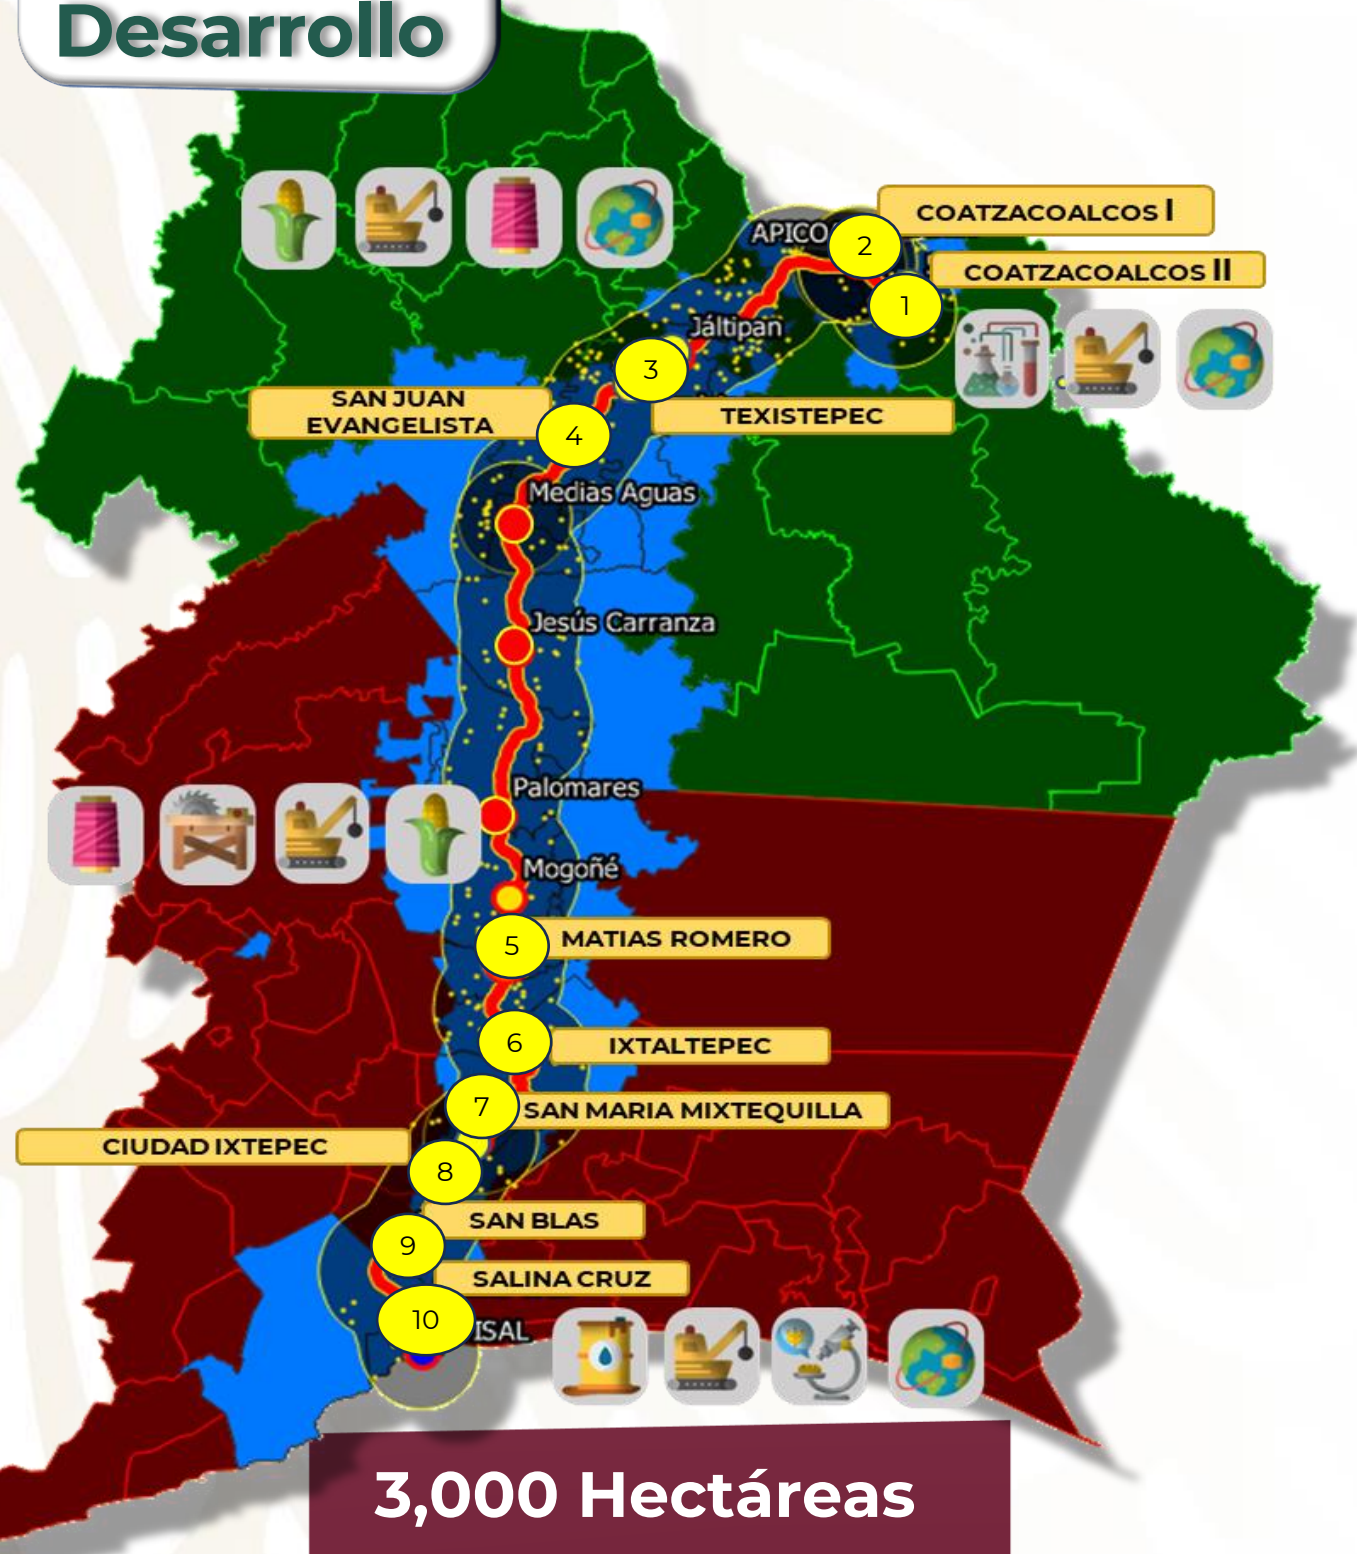 Desarrollo
COATZACOALCOS I
APICO
2
COATZACOALCOS II
1
Jáltipan
3
SAN JUAN
EVANGELISTA
TEXISTEPEC
4
Medias Aguas
Jesús Carranza
Palomares
Mogoñé
5
MATIAS ROMERO
6
IXTALTEPEC
7
SAN MARIA MIXTEQUILLA
CIUDAD IXTEPEC
8
SAN BLAS
9
SALINA CRUZ
10
ISAL
3,000 Hectáreas